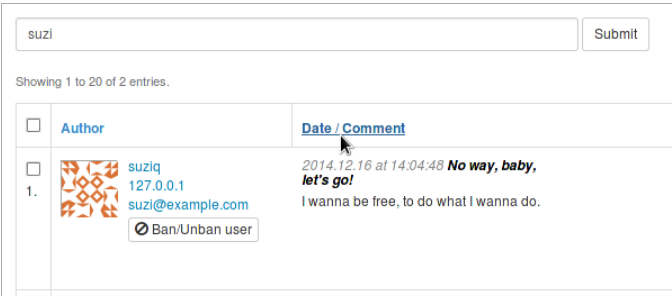 suzi
Submit
Showing 1 to 20 of 2 entries.
Author
Date / Comment
1.
suziq
127.0.0.1
suzi@example.com
Ban/Unban user
2014.12.16 at 14:04:48 No way, baby,
let's go!
I wanna be free, to do what I wanna do.